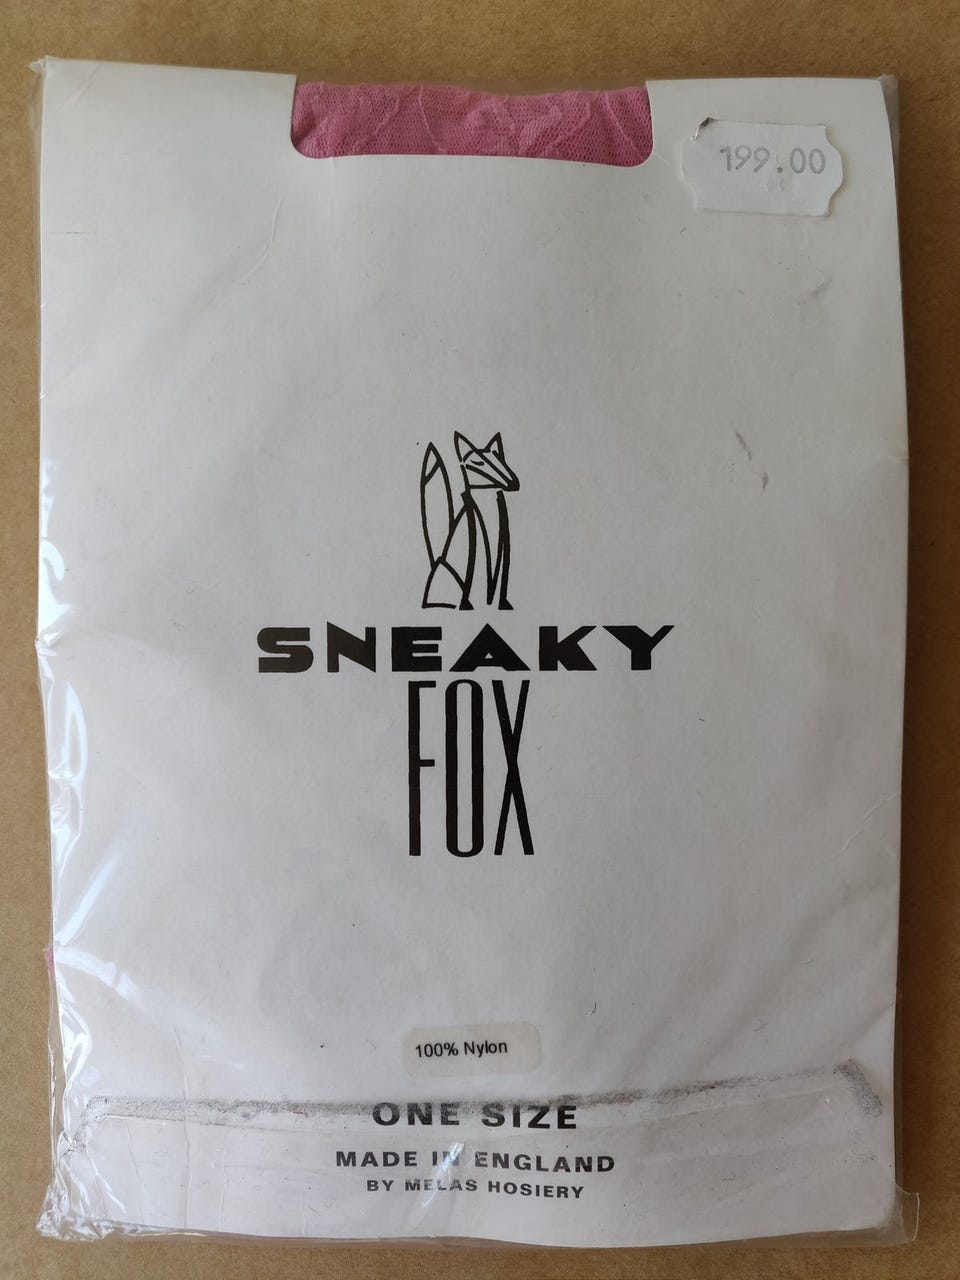 199.00
SNEAKY
FOX
100% Nylon
ONE SIZE
MADE IN ENGLAND
BY MELAS HOSIERY